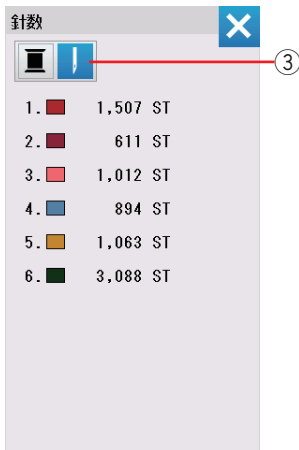 針数
③
1. 1,507 ST
2. 611 ST
3. 1,012 ST
4. 894 ST
5. 1,063 ST
6. 3,088 ST